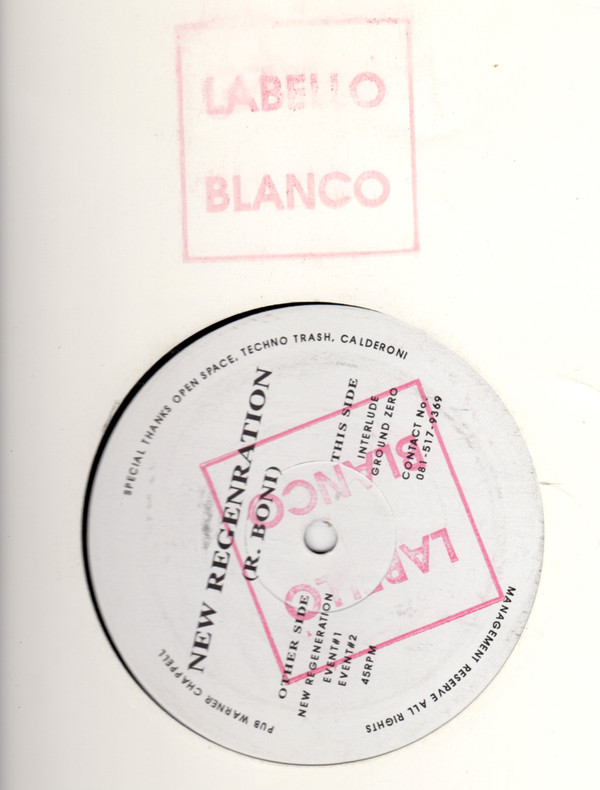 LABELLO
BLANCO
SPECIAL THANKS OPEN SPACE, TECHNO TRASH, CALDERONI
NEW REGENRATION
(R. BOND)
THIS SIDE
INTERLUDE
GROUND ZERO
CONTACT No.
081-517-9369
OTHER SIDE
NEW REGENERATION
EVENT#1
EVENT#2
45RPM
LABELLO
BLANCO
PUB WARNER CHAPPELL
MANAGEMENT RESERVE ALL RIGHTS